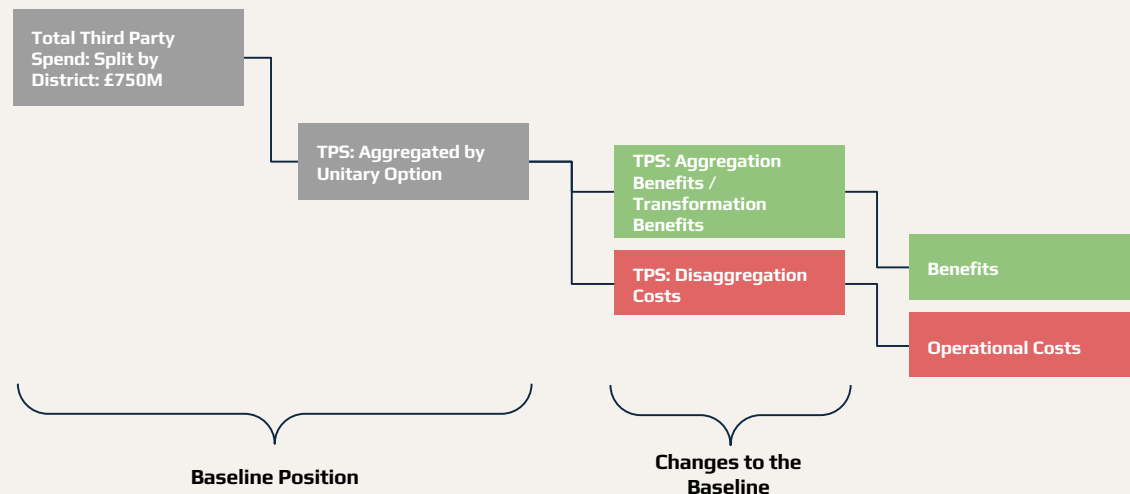 Total Third Party
Spend: Split by
District: £750M
TPS: Aggregated by
Unitary Option
TPS: Aggregation
Benefits /
Transformation
Benefits
TPS: Disaggregation
Costs
Benefits
Operational Costs
Baseline Position
Changes to the
Baseline